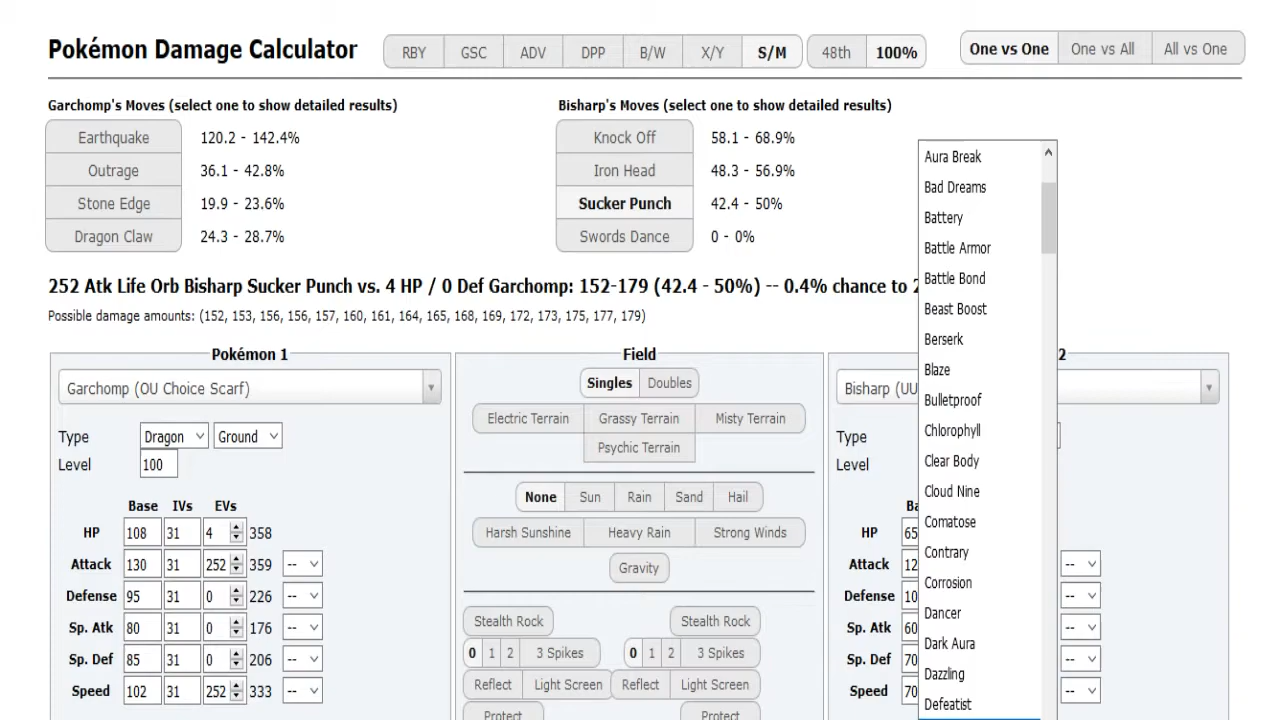 Pokémon Damage Calculator RBY GSC ADV DPP B/W X/Y S/M 48th 100% One vs One One vs All All vs One
Garchomp's Moves (select one to show detailed results)
Earthquake 120.2 - 142.4%
Outrage 36.1 - 42.8%
Stone Edge 19.9 - 23.6%
Dragon Claw 24.3 - 28.7%
Bisharp's Moves (select one to show detailed results)
Knock Off 58.1 - 68.9%
Iron Head 48.3 - 56.9%
Sucker Punch 42.4 - 50%
Swords Dance 0 - 0%
252 Atk Life Orb Bisharp Sucker Punch vs. 4 HP / 0 Def Garchomp: 152-179 (42.4 - 50%) -- 0.4% chance to 2
Possible damage amounts: (152, 153, 156, 156, 157, 160, 161, 164, 165, 168, 169, 172, 173, 175, 177, 179)
Pokémon 1
Garchomp (OU Choice Scarf)
Type Dragon Ground
Level 100
Base IVs EVs
HP 108 31 4 358
Attack 130 31 252 359 --
Defense 95 31 0 226 --
Sp. Atk 80 31 0 176 --
Sp. Def 85 31 0 206 --
Speed 102 31 252 333 --
Field
Singles Doubles
Electric Terrain Grassy Terrain Misty Terrain
Psychic Terrain
None Sun Rain Sand Hail
Harsh Sunshine Heavy Rain Strong Winds
Gravity
Stealth Rock Stealth Rock
0 1 2 3 Spikes 0 1 2 3 Spikes
Reflect Light Screen Reflect Light Screen
Protect Protect
2
Bisharp (UU
Type
Level
Ba
HP 65
Attack 12 --
Defense 10 --
Sp. Atk 60 --
Sp. Def 70 --
Speed 70 --
Aura Break
Bad Dreams
Battery
Battle Armor
Battle Bond
Beast Boost
Berserk
Blaze
Bulletproof
Chlorophyll
Clear Body
Cloud Nine
Comatose
Contrary
Corrosion
Dancer
Dark Aura
Dazzling
Defeatist